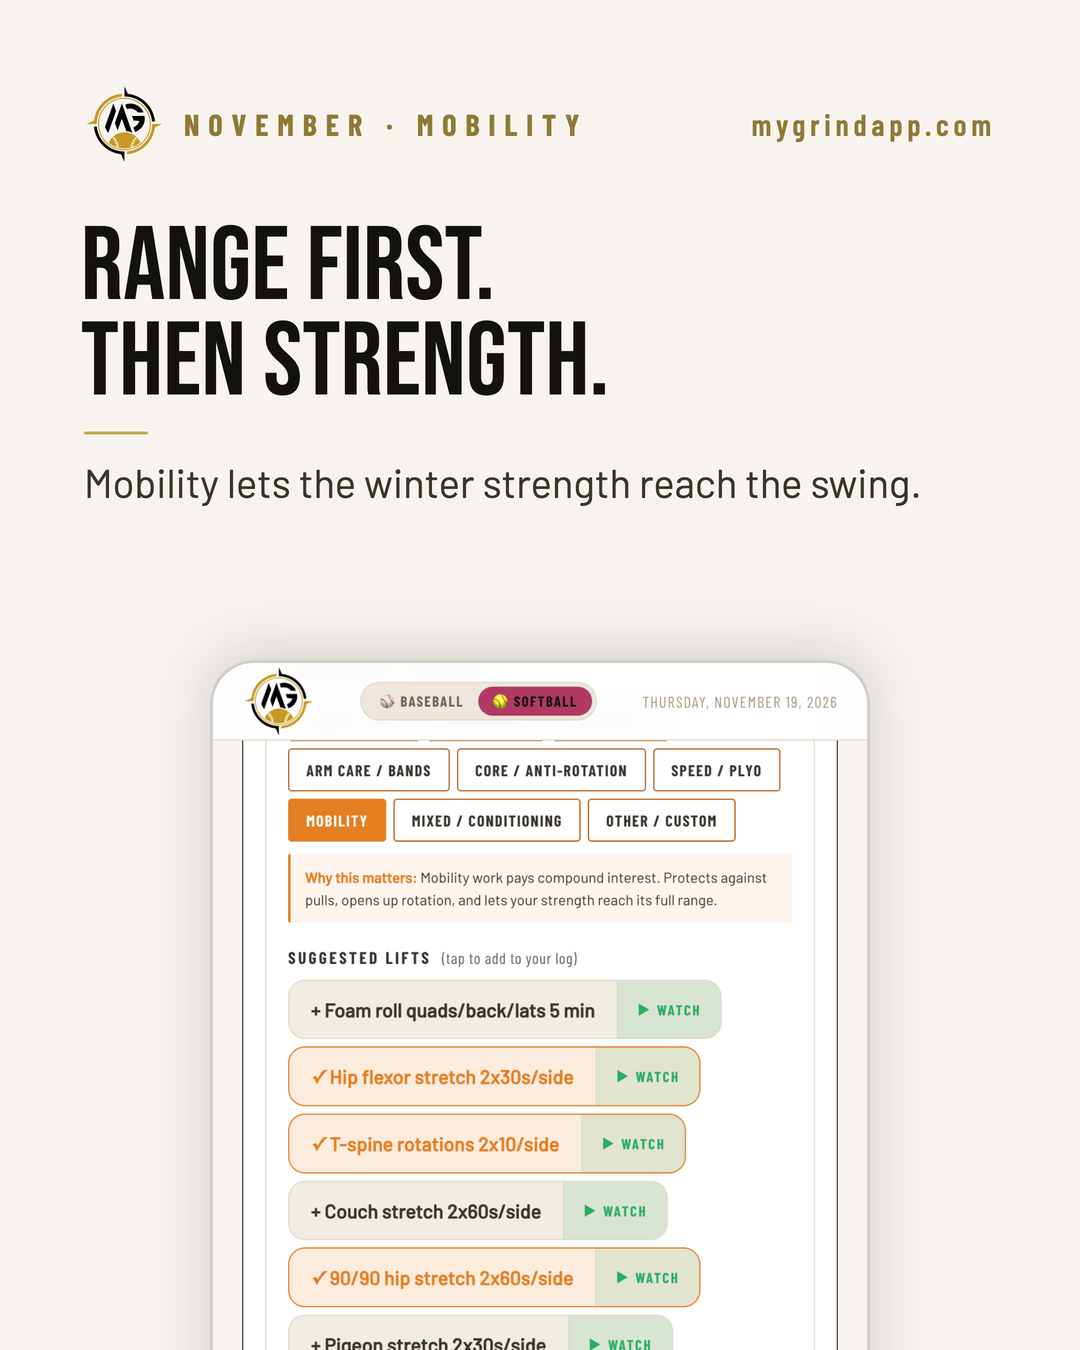 MG
NOVEMBER · MOBILITY
mygrindapp.com
RANGE FIRST.
THEN STRENGTH.
Mobility lets the winter strength reach the swing.
MG
BASEBALL
SOFTBALL
THURSDAY, NOVEMBER 19, 2026
ARM CARE / BANDS
CORE / ANTI-ROTATION
SPEED / PLYO
MOBILITY
MIXED / CONDITIONING
OTHER / CUSTOM
Why this matters: Mobility work pays compound interest. Protects against
pulls, opens up rotation, and lets your strength reach its full range.
SUGGESTED LIFTS (tap to add to your log)
+ Foam roll quads/back/lats 5 min
▶ WATCH
✓ Hip flexor stretch 2x30s/side
▶ WATCH
✓ T-spine rotations 2x10/side
▶ WATCH
+ Couch stretch 2x60s/side
▶ WATCH
✓ 90/90 hip stretch 2x60s/side
▶ WATCH
+ Pigeon stretch 2x30s/side
▶ WATCH